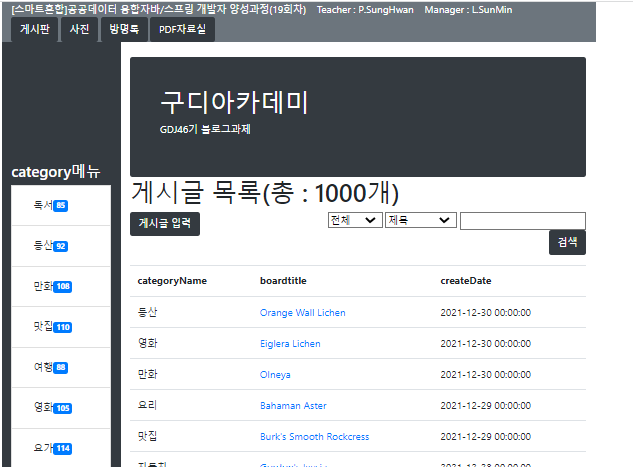 [스마트혼합]공공데이터 융합자바/스프링 개발자 양성과정(19회차) Teacher : P.SungHwan Manager : L.SunMin
게시판 사진 방명록 PDF자료실
구디아카데미
GDJ46기 블로그과제
category메뉴
독서 85
등산 92
만화 108
맛집 110
여행 88
영화 105
요가 114
게시글 목록(총 : 1000개)
게시글 입력 전체 제목
검색
categoryName boardtitle createDate
등산 Orange Wall Lichen 2021-12-30 00:00:00
영화 Eiglera Lichen 2021-12-30 00:00:00
만화 Olneya 2021-12-30 00:00:00
요리 Bahaman Aster 2021-12-29 00:00:00
맛집 Burk's Smooth Rockcress 2021-12-29 00:00:00